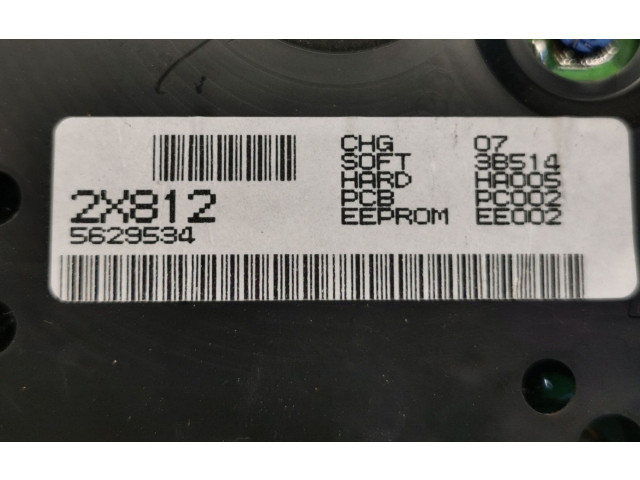 CHG 07
SOFT 3B514
HARD HA005
PCB PC002
EEPROM EE002
2X812
5629534